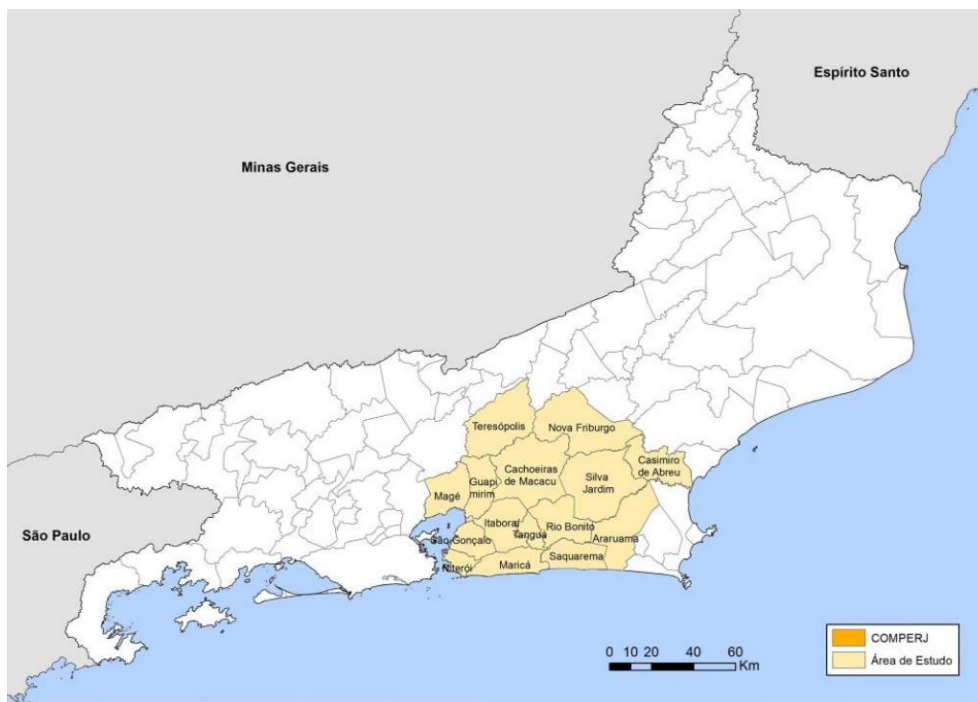 Espírito Santo
Minas Gerais
Teresópolis
Nova Friburgo
Cachoeiras
de Macacu
Casimiro
de Abreu
Guapi
mirim
Silva
Jardim
Magé
São Paulo
Itaboraí
Rio Bonito
São Gonçalo
Tanguá
Araruama
Saquarema
Niterói
Maricá
0 10 20 40 60
Km
COMPERJ
Área de Estudo